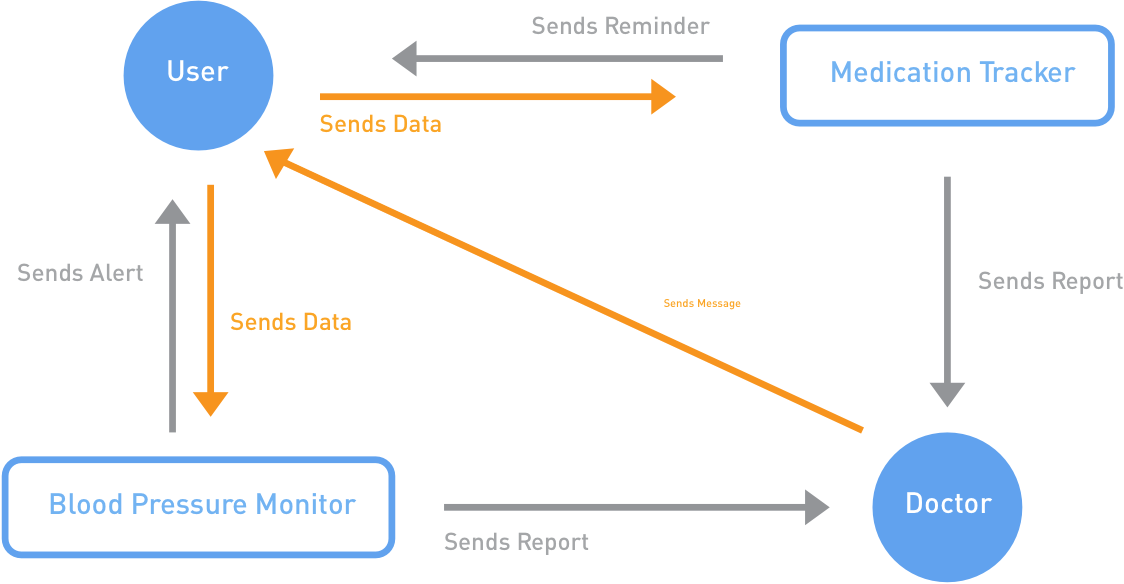 Sends Reminder
User
Medication Tracker
Sends Data
Sends Alert
Sends Report
Sends Message
Sends Data
Blood Pressure Monitor
Doctor
Sends Report